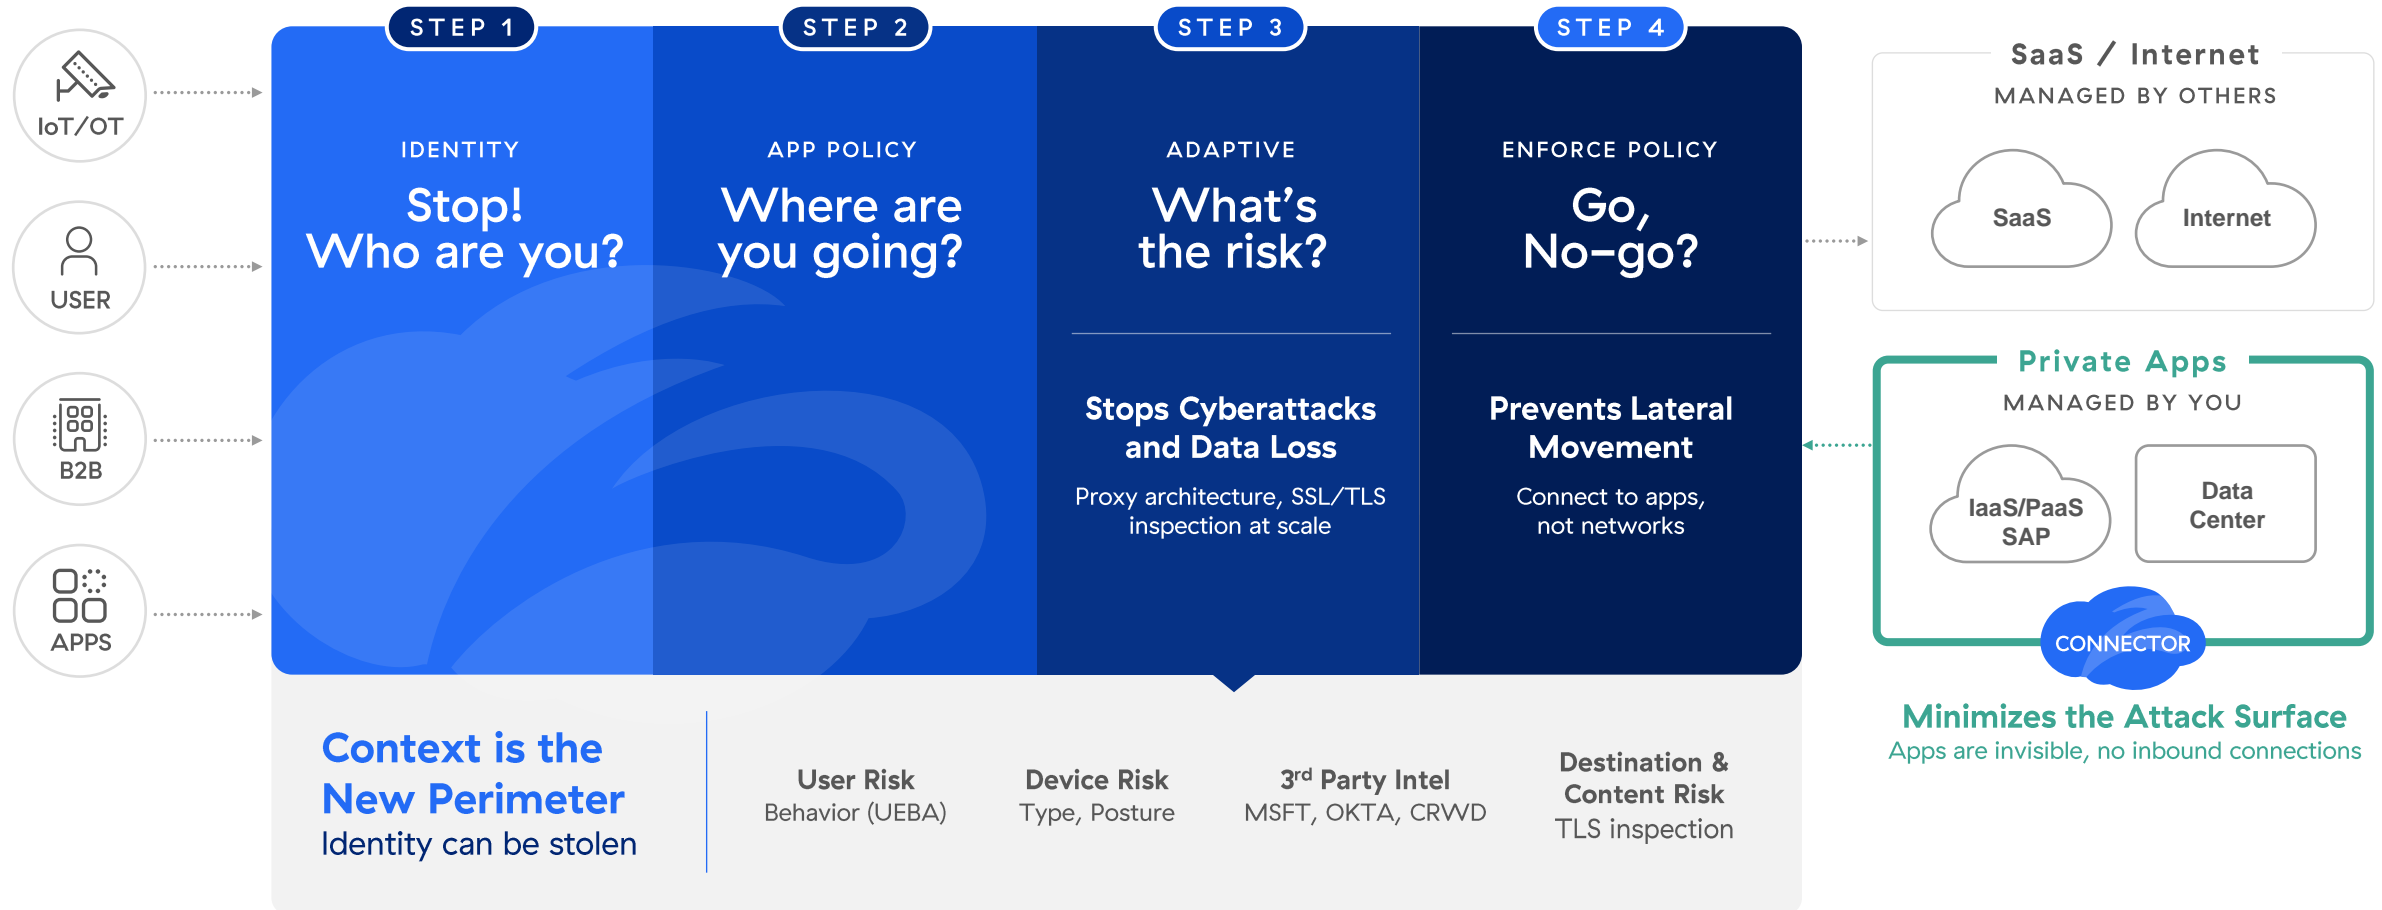 IoT/OT
USER
B2B
APPS
STEP 1
IDENTITY
Stop!
Who are you?
STEP 2
APP POLICY
Where are
you going?
STEP 3
ADAPTIVE
What's
the risk?
Stops Cyberattacks
and Data Loss
Proxy architecture, SSL/TLS
inspection at scale
STEP 4
ENFORCE POLICY
Go,
No-go?
Prevents Lateral
Movement
Connect to apps,
not networks
SaaS / Internet
MANAGED BY OTHERS
SaaS
Internet
Private Apps
MANAGED BY YOU
IaaS/PaaS
SAP
Data
Center
CONNECTOR
Minimizes the Attack Surface
Apps are invisible, no inbound connections
Context is the
New Perimeter
Identity can be stolen
User Risk
Behavior (UEBA)
Device Risk
Type, Posture
3rd Party Intel
MSFT, OKTA, CRWD
Destination &
Content Risk
TLS inspection